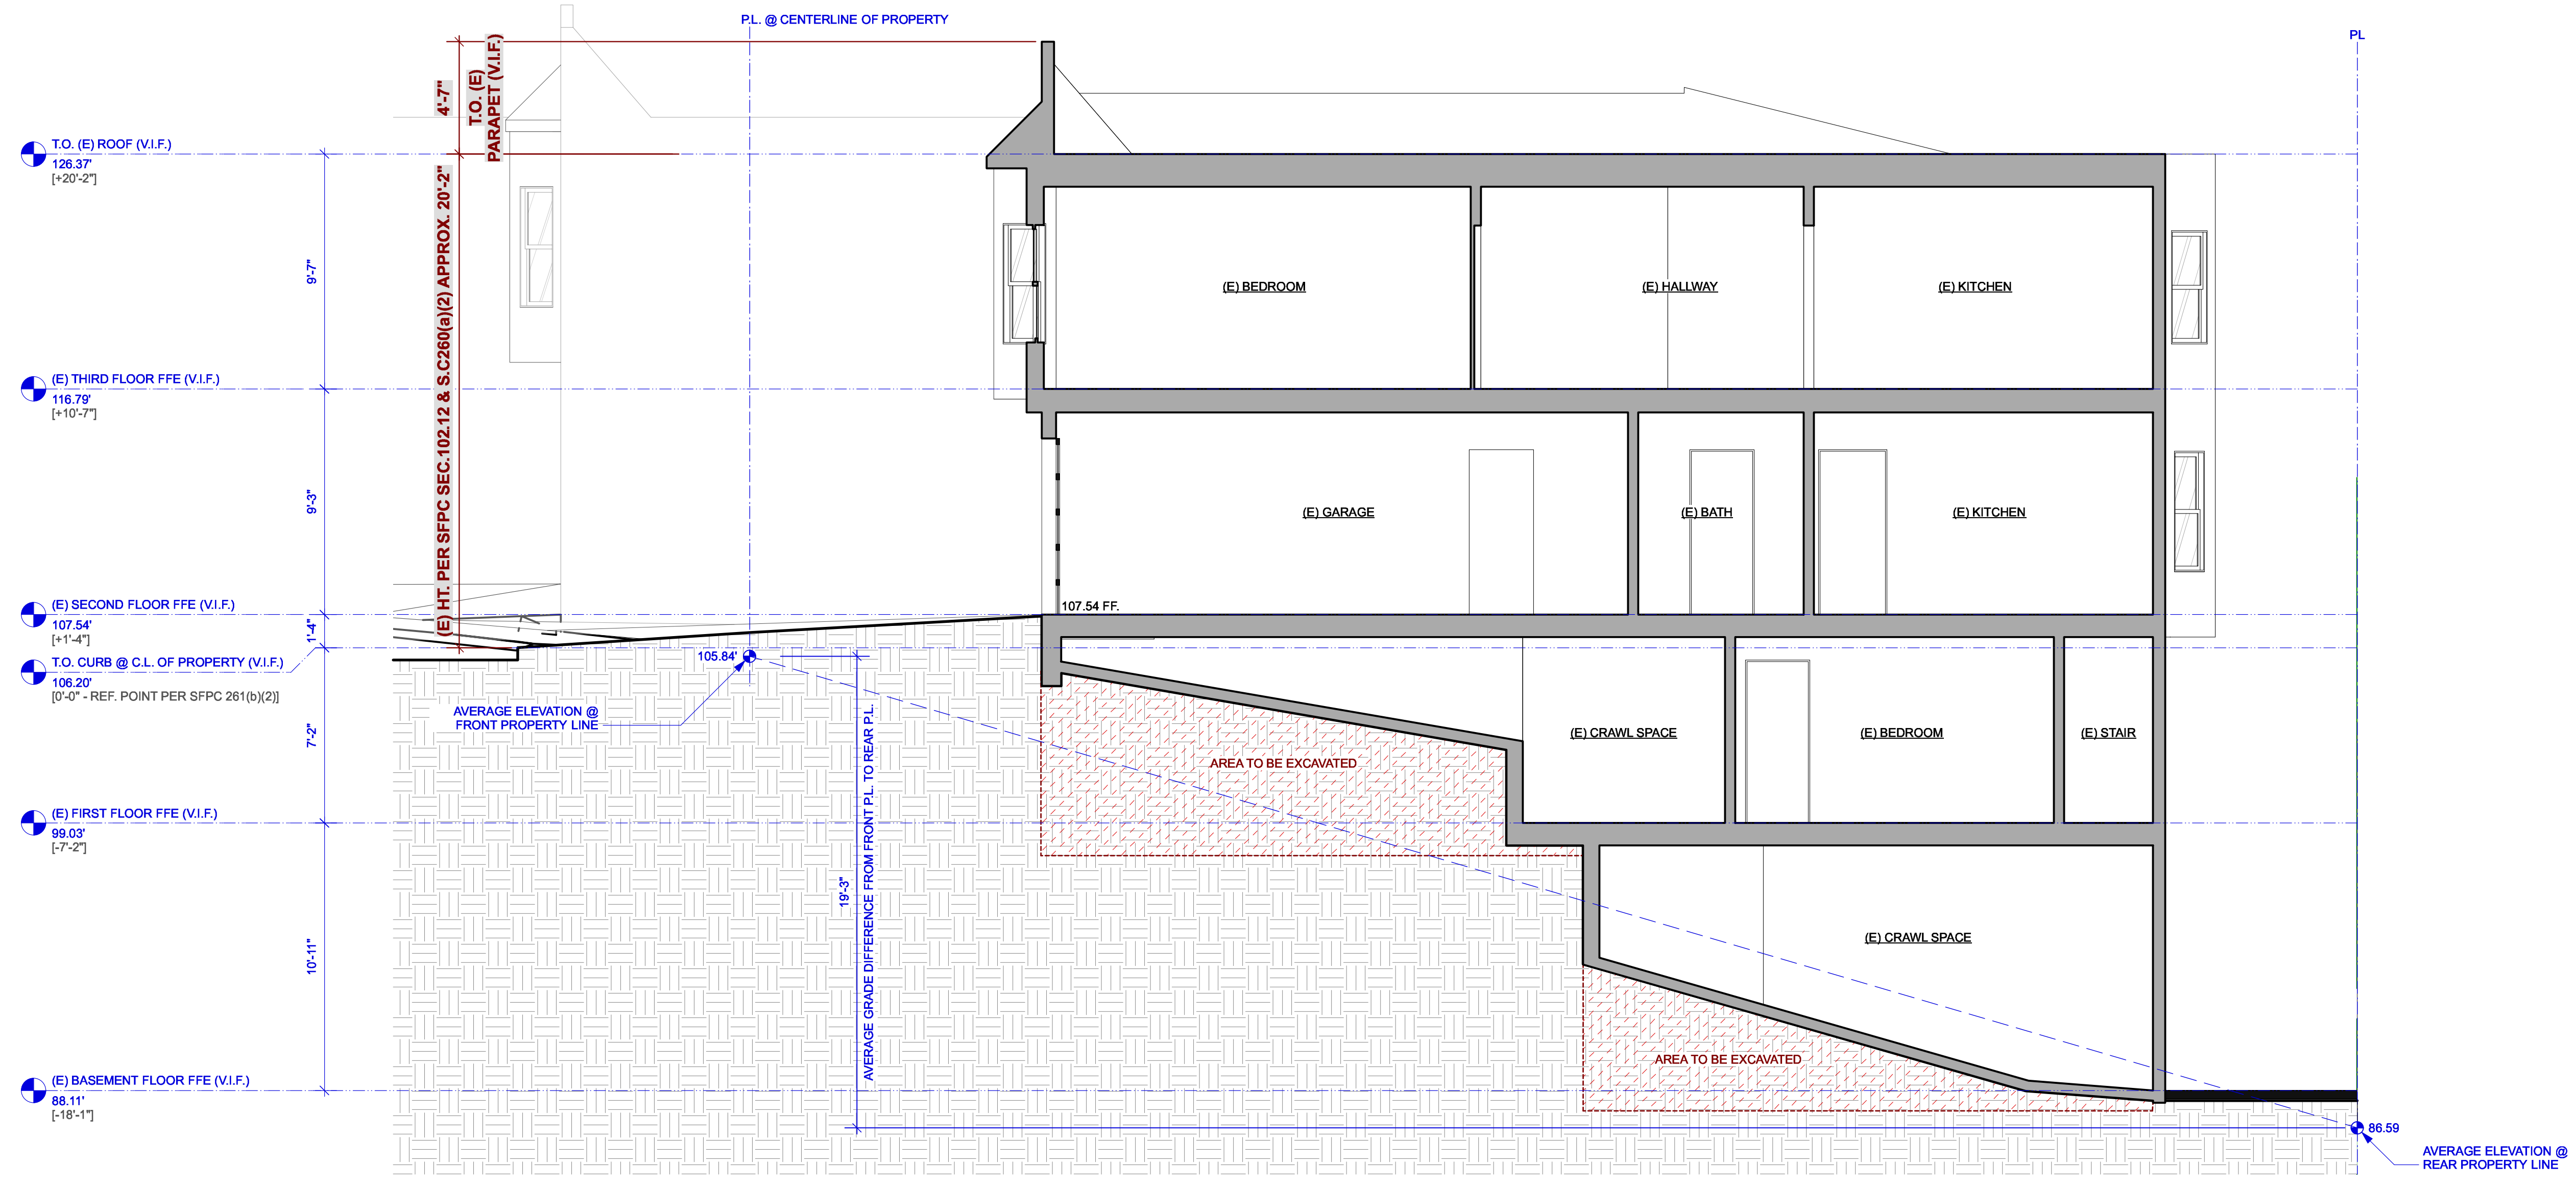 P.L. @ CENTERLINE OF PROPERTY
PL
4'-7"
T.O. (E)
PARAPET (V.I.F.)
T.O. (E) ROOF (V.I.F.)
126.37'
[+20'-2"]
(E) HT. PER SFPC SEC.102.12 & S.C260(a)(2) APPROX. 20'-2"
9'-7"
(E) BEDROOM
(E) HALLWAY
(E) KITCHEN
(E) THIRD FLOOR FFE (V.I.F.)
116.79'
[+10'-7"]
9'-3"
(E) GARAGE
(E) BATH
(E) KITCHEN
(E) SECOND FLOOR FFE (V.I.F.)
107.54'
[+1'-4"]
1'-4"
107.54 FF.
T.O. CURB @ C.L. OF PROPERTY (V.I.F.)
106.20'
[0'-0" - REF. POINT PER SFPC 261(b)(2)]
105.84'
AVERAGE ELEVATION @
FRONT PROPERTY LINE
7'-2"
(E) CRAWL SPACE
(E) BEDROOM
(E) STAIR
AREA TO BE EXCAVATED
(E) FIRST FLOOR FFE (V.I.F.)
99.03'
[-7'-2"]
19'-3"
AVERAGE GRADE DIFFERENCE FROM FRONT P.L. TO REAR P.L.
10'-11"
(E) CRAWL SPACE
AREA TO BE EXCAVATED
(E) BASEMENT FLOOR FFE (V.I.F.)
88.11'
[-18'-1"]
86.59
AVERAGE ELEVATION @
REAR PROPERTY LINE